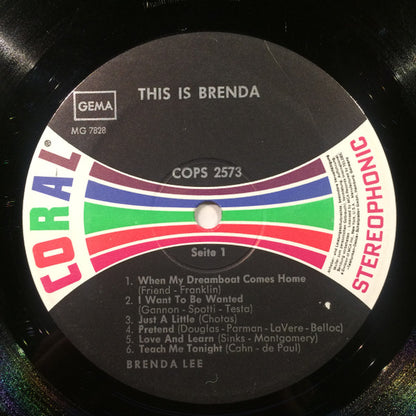 THIS IS BRENDA
GEMA
MG 7828
COPS 2573
CORAL®
STEREOPHONIC
Seite 1
1. When My Dreamboat Comes Home
(Friend - Franklin)
2. I Want To Be Wanted
(Gannon - Spotti - Testa)
3. Just A Little (Chotas)
4. Pretend (Douglas - Parman - LaVere - Belloc)
5. Love And Learn (Sinks - Montgomery)
6. Teach Me Tonight (Cahn - de Paul)
BRENDA LEE